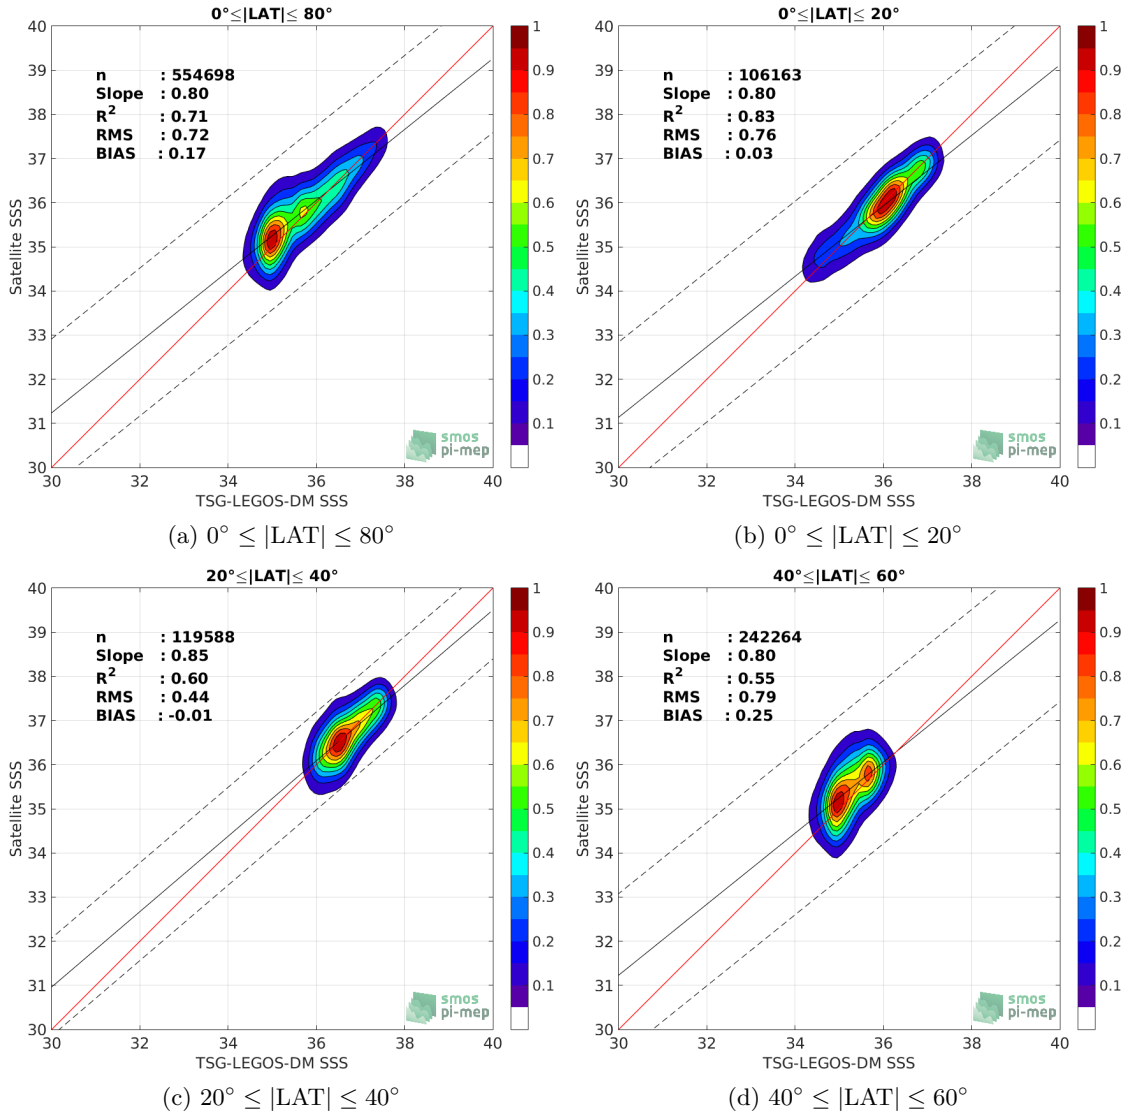 0°≤|LAT|≤ 80°
n : 554698
Slope : 0.80
R² : 0.71
RMS : 0.72
BIAS : 0.17
Satellite SSS
40
39
38
37
36
35
34
33
32
31
30
30 32 34 36 38 40
TSG-LEGOS-DM SSS
1
0.9
0.8
0.7
0.6
0.5
0.4
0.3
0.2
0.1
smos
pi-mep
(a) 0° ≤ |LAT| ≤ 80°
0°≤|LAT|≤ 20°
n : 106163
Slope : 0.80
R² : 0.83
RMS : 0.76
BIAS : 0.03
Satellite SSS
40
39
38
37
36
35
34
33
32
31
30
30 32 34 36 38 40
TSG-LEGOS-DM SSS
1
0.9
0.8
0.7
0.6
0.5
0.4
0.3
0.2
0.1
smos
pi-mep
(b) 0° ≤ |LAT| ≤ 20°
20°≤|LAT|≤ 40°
n : 119588
Slope : 0.85
R² : 0.60
RMS : 0.44
BIAS : -0.01
Satellite SSS
40
39
38
37
36
35
34
33
32
31
30
30 32 34 36 38 40
TSG-LEGOS-DM SSS
1
0.9
0.8
0.7
0.6
0.5
0.4
0.3
0.2
0.1
smos
pi-mep
(c) 20° ≤ |LAT| ≤ 40°
40°≤|LAT|≤ 60°
n : 242264
Slope : 0.80
R² : 0.55
RMS : 0.79
BIAS : 0.25
Satellite SSS
40
39
38
37
36
35
34
33
32
31
30
30 32 34 36 38 40
TSG-LEGOS-DM SSS
1
0.9
0.8
0.7
0.6
0.5
0.4
0.3
0.2
0.1
smos
pi-mep
(d) 40° ≤ |LAT| ≤ 60°